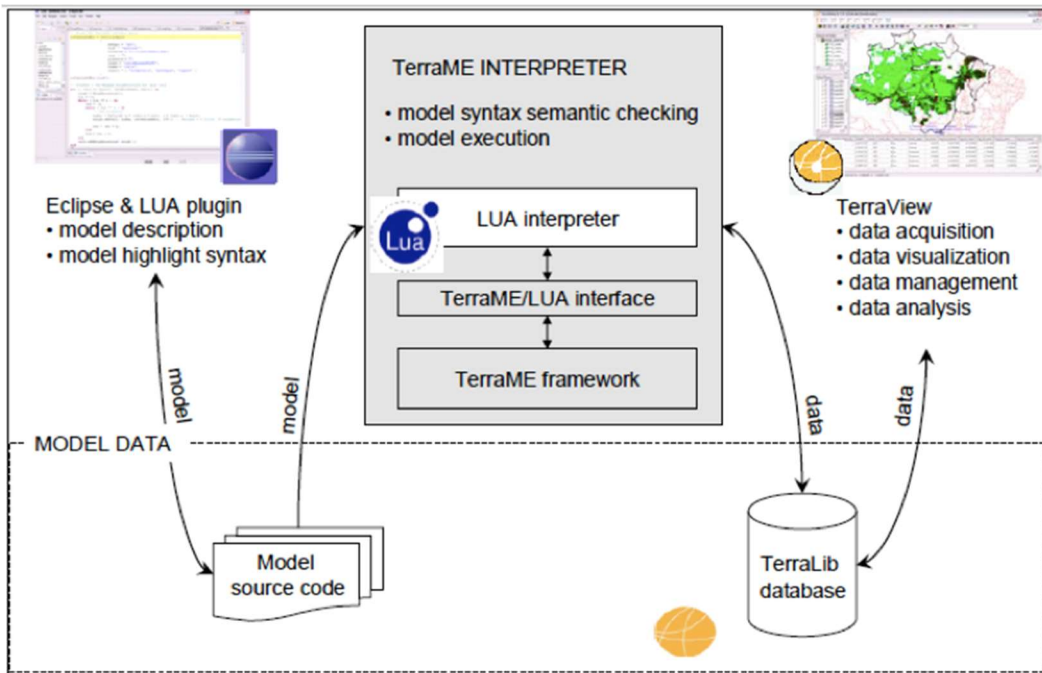 TerraME INTERPRETER
• model syntax semantic checking
• model execution
Eclipse & LUA plugin
• model description
• model highlight syntax
Lua
LUA interpreter
TerraME/LUA interface
TerraME framework
TerraView
• data acquisition
• data visualization
• data management
• data analysis
model
model
data
data
MODEL DATA
Model
source code
TerraLib
database